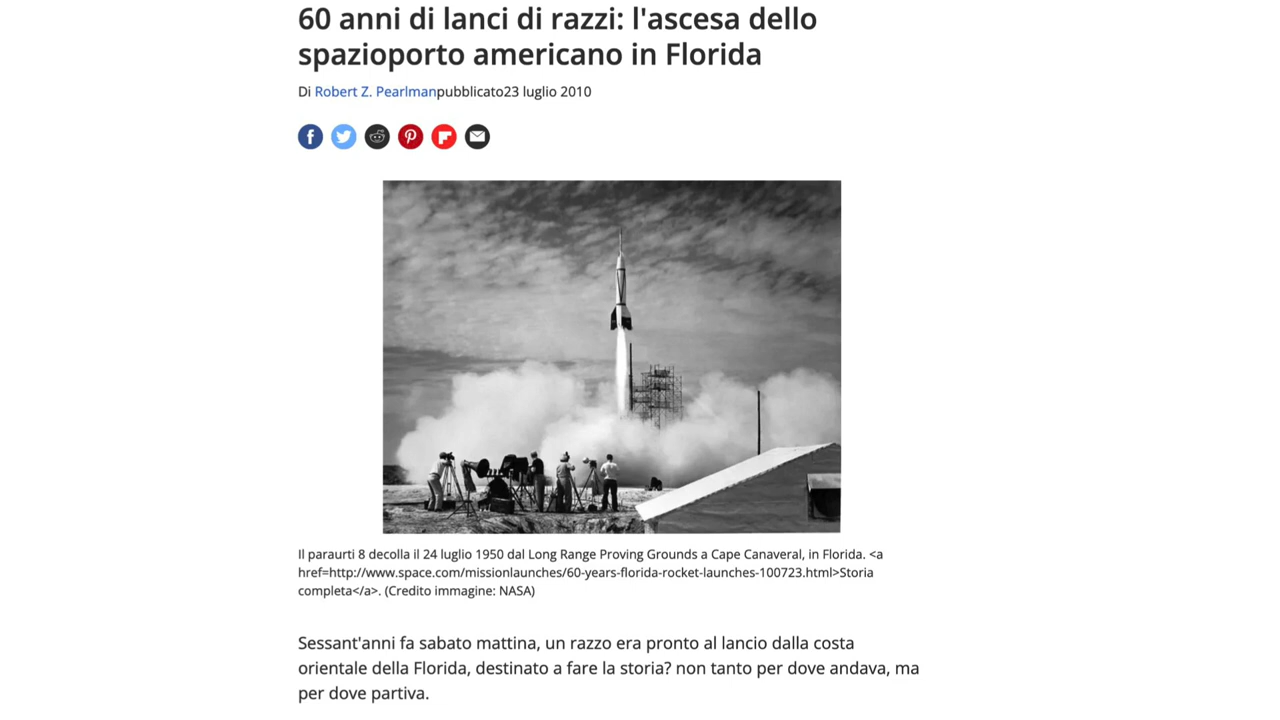 60 anni di lanci di razzi: l'ascesa dello
spazioporto americano in Florida
Di Robert Z. Pearlmanpubblicato23 luglio 2010
Il paraurti 8 decolla il 24 luglio 1950 dal Long Range Proving Grounds a Cape Canaveral, in Florida. <a
href=http://www.space.com/missionlaunches/60-years-florida-rocket-launches-100723.html>Storia
completa</a>. (Credito immagine: NASA)
Sessant'anni fa sabato mattina, un razzo era pronto al lancio dalla costa
orientale della Florida, destinato a fare la storia? non tanto per dove andava, ma
per dove partiva.